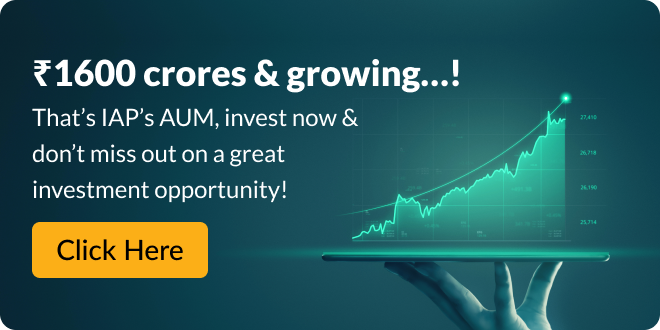 ₹1600 crores & growing...!
That's IAP's AUM, invest now &
don't miss out on a great
investment opportunity!
Click Here
27,410
26,718
26,190
25,714